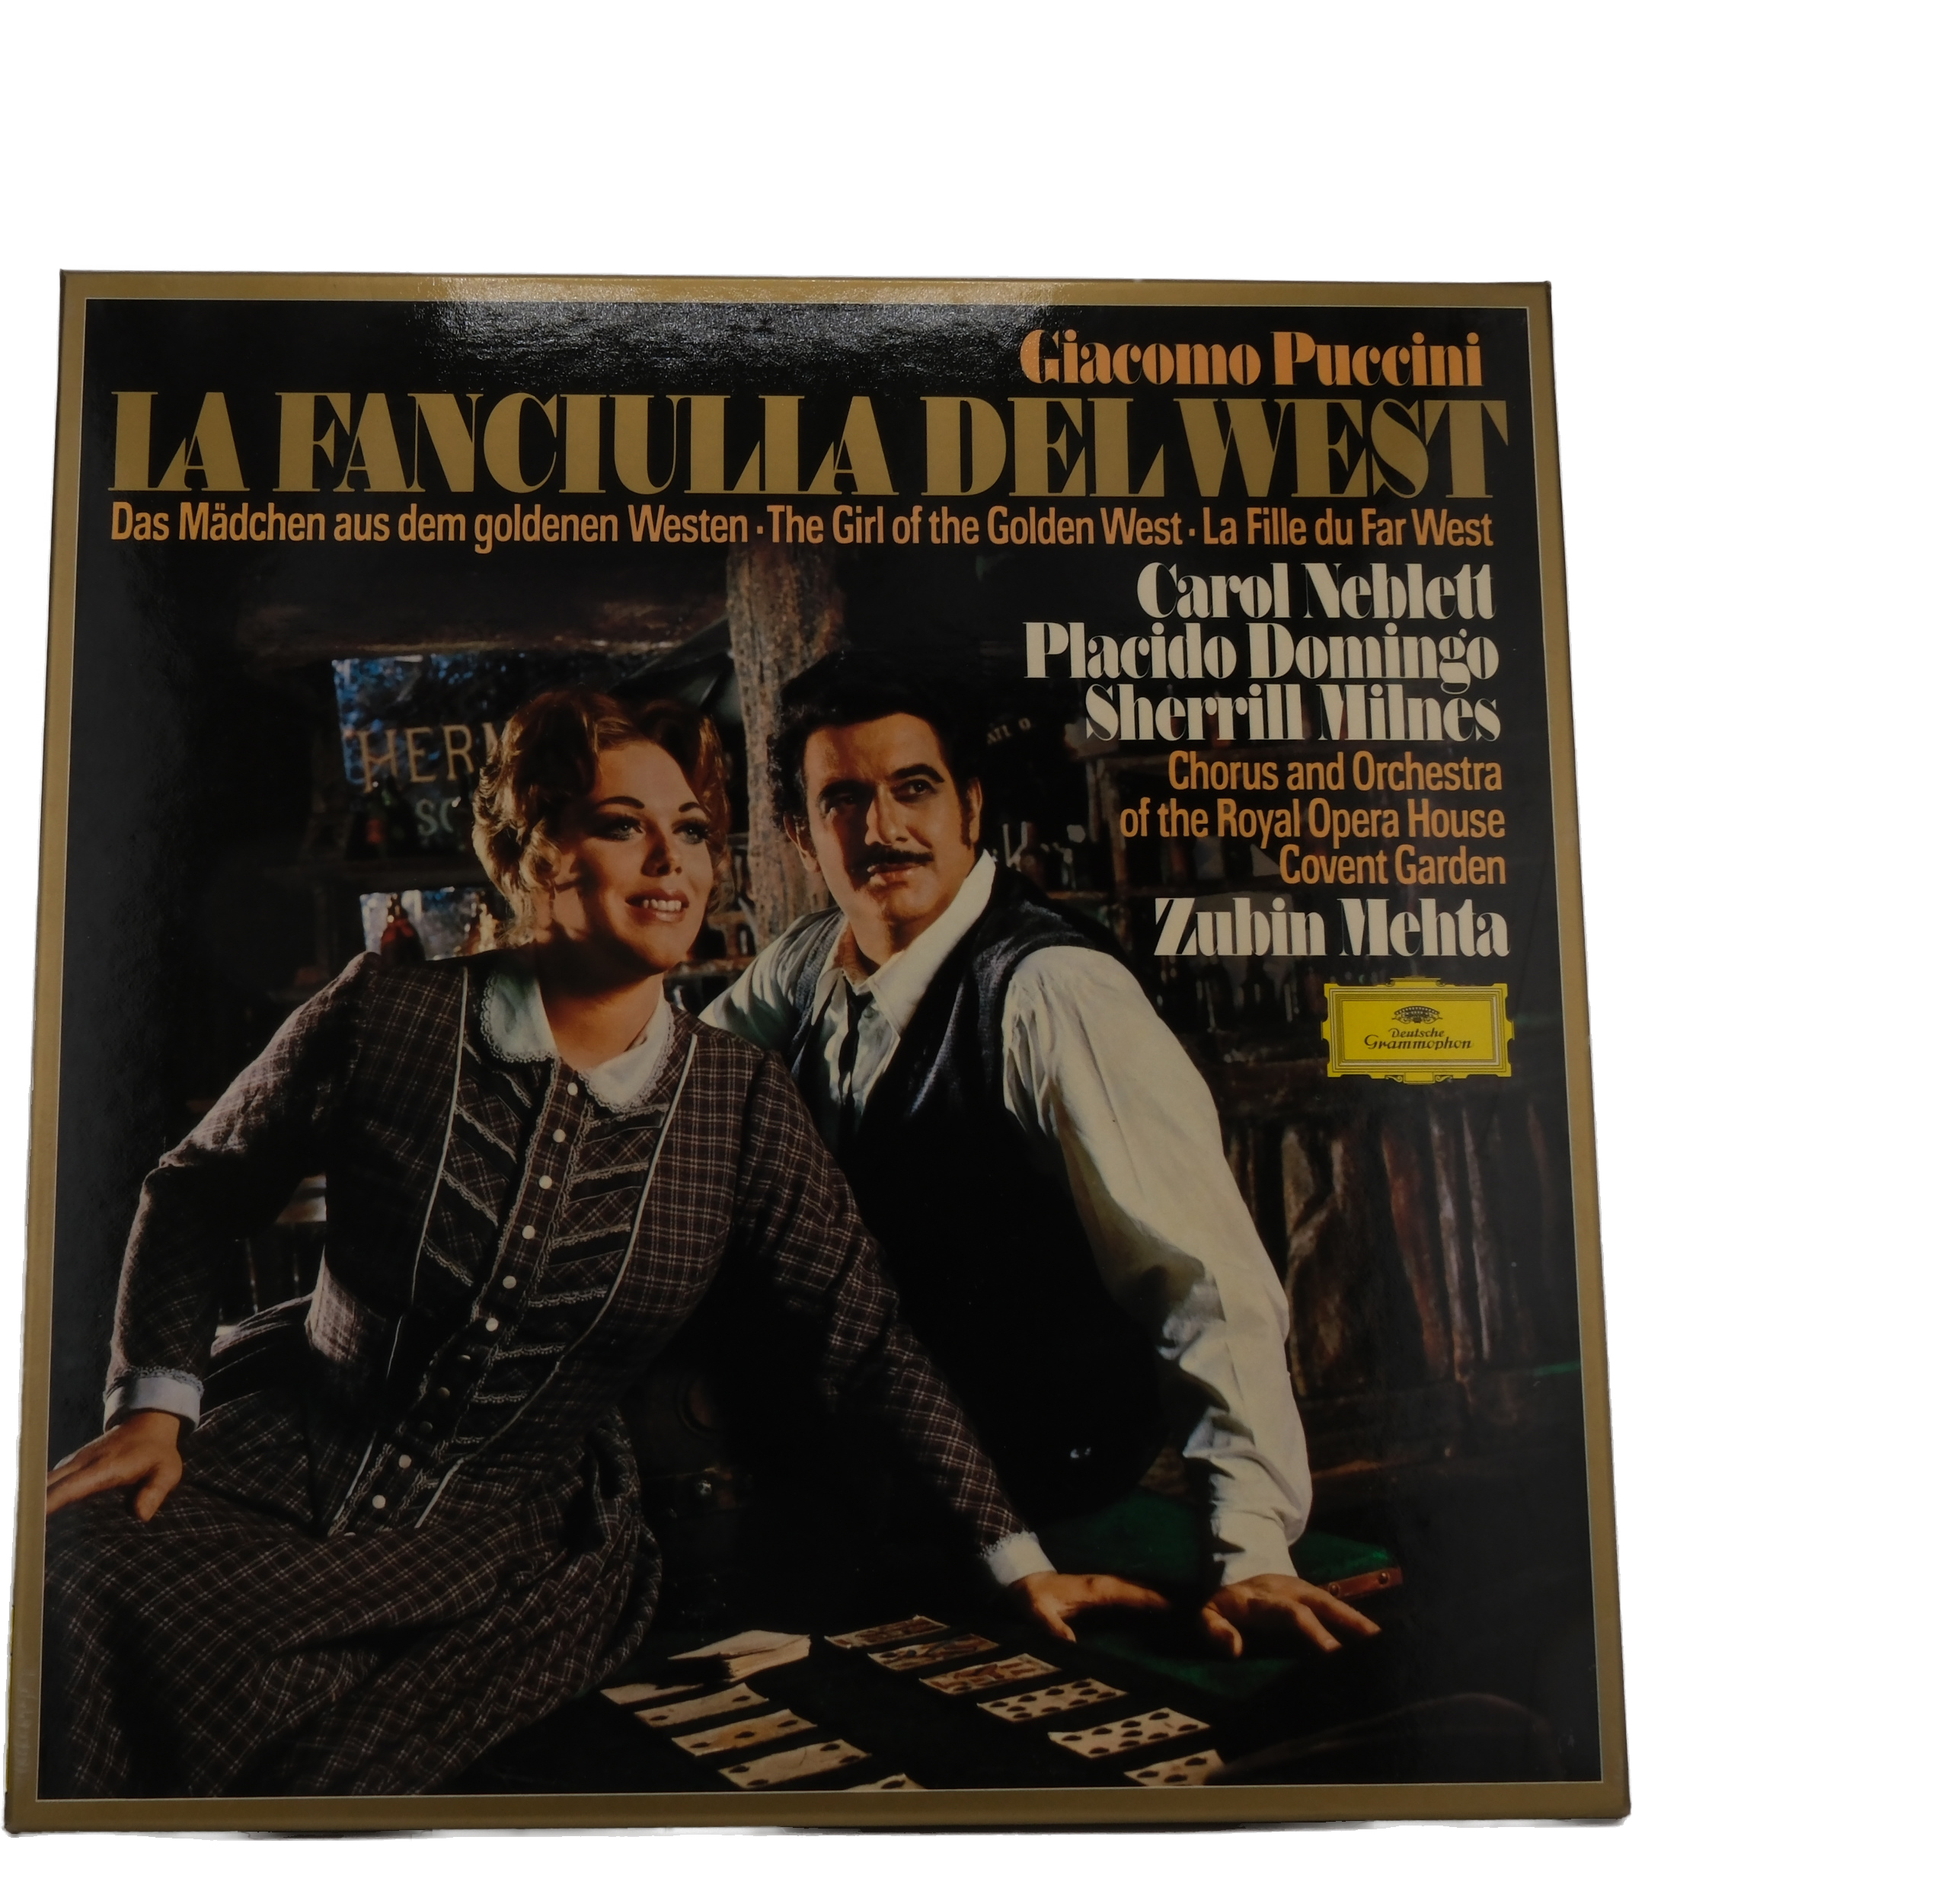 Giacomo Puccini
LA FANCIULLA DEL WEST
Das Mädchen aus dem goldenen Westen · The Girl of the Golden West · La Fille du Far West
Carol Neblett
Placido Domingo
Sherrill Milnes
Chorus and Orchestra
of the Royal Opera House
Covent Garden
Zubin Mehta
Deutsche
Grammophon
HERM
SC